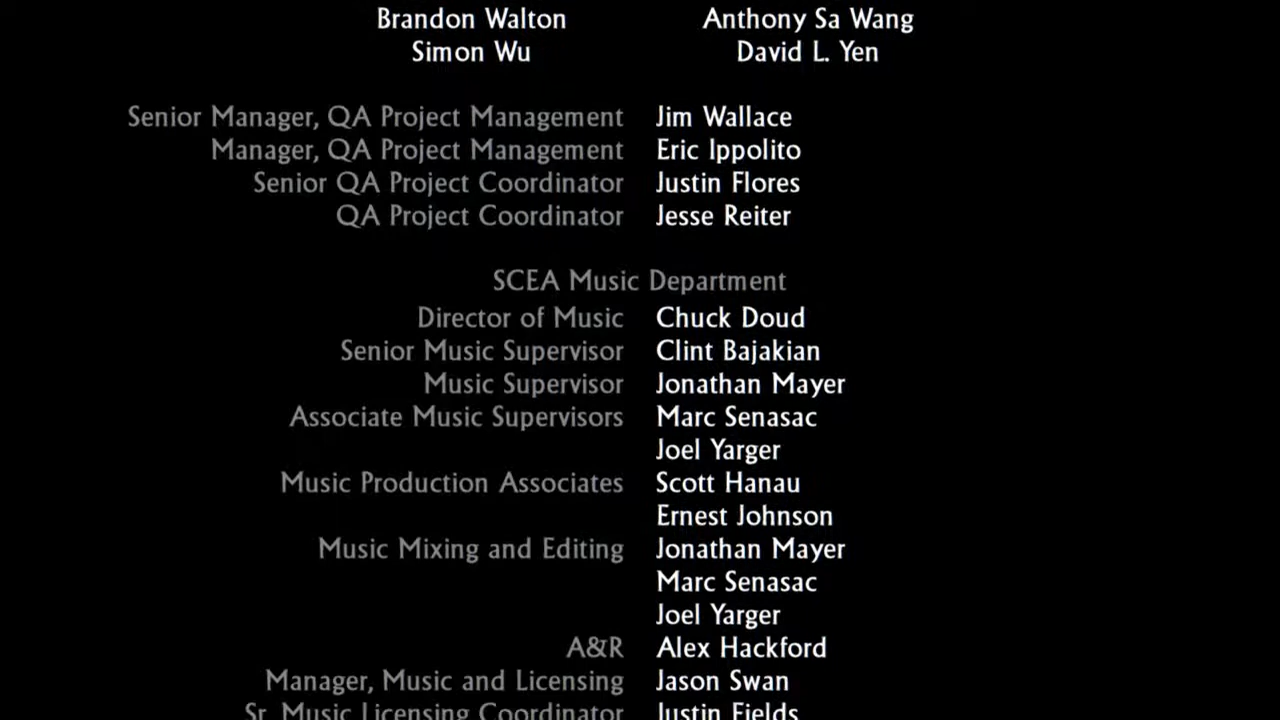 Brandon Walton Anthony Sa Wang
Simon Wu David L. Yen
Senior Manager, QA Project Management Jim Wallace
Manager, QA Project Management Eric Ippolito
Senior QA Project Coordinator Justin Flores
QA Project Coordinator Jesse Reiter
SCEA Music Department
Director of Music Chuck Doud
Senior Music Supervisor Clint Bajakian
Music Supervisor Jonathan Mayer
Associate Music Supervisors Marc Senasac
Joel Yarger
Music Production Associates Scott Hanau
Ernest Johnson
Music Mixing and Editing Jonathan Mayer
Marc Senasac
Joel Yarger
A&R Alex Hackford
Manager, Music and Licensing Jason Swan
Sr. Music Licensing Coordinator Justin Fields